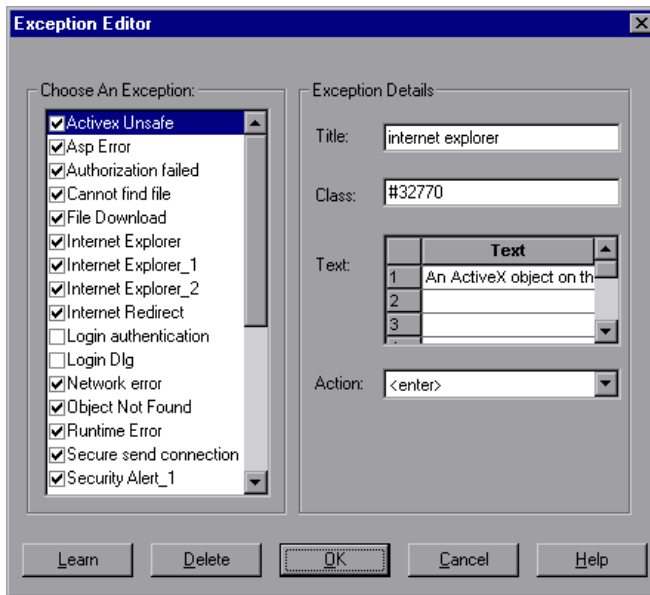 Exception Editor
Choose An Exception:
Activex Unsafe
Asp Error
Authorization failed
Cannot find file
File Download
Internet Explorer
Internet Explorer_1
Internet Explorer_2
Internet Redirect
Login authentication
Login Dlg
Network error
Object Not Found
Runtime Error
Secure send connection
Security Alert_1
Exception Details
Title: internet explorer
Class: #32770
Text:
Text
1 An ActiveX object on th
2
3
Action: <enter>
Learn Delete OK Cancel Help